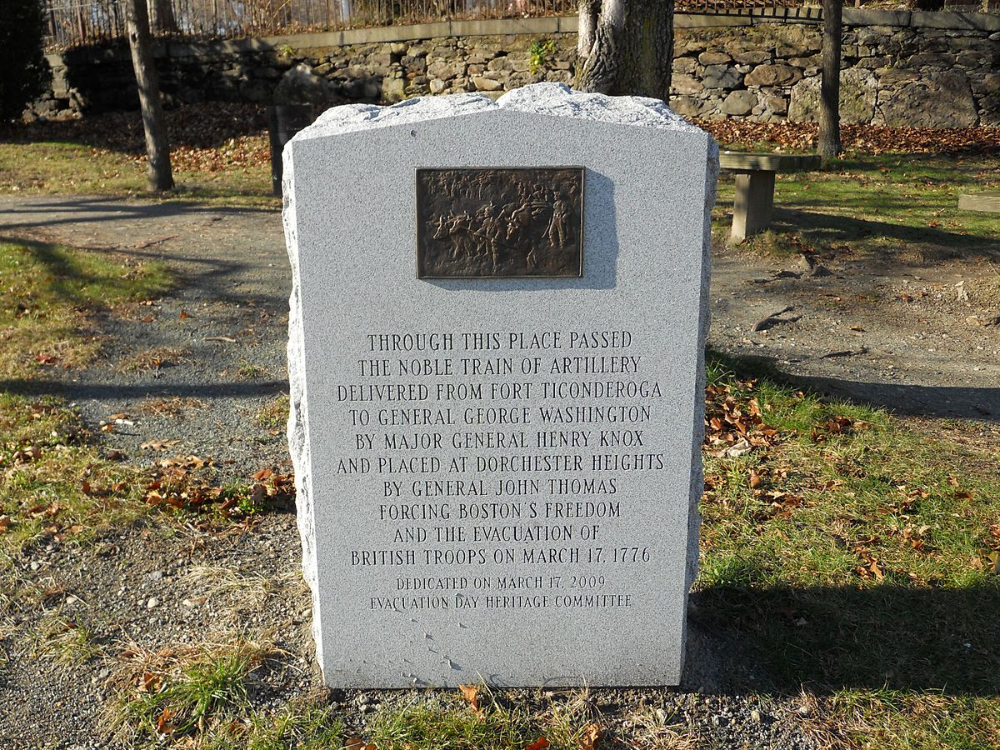 THROUGH THIS PLACE PASSED
THE NOBLE TRAIN OF ARTILLERY
DELIVERED FROM FORT TICONDEROGA
TO GENERAL GEORGE WASHINGTON
BY MAJOR GENERAL HENRY KNOX
AND PLACED AT DORCHESTER HEIGHTS
BY GENERAL JOHN THOMAS
FORCING BOSTON S FREEDOM
AND THE EVACUATION OF
BRITISH TROOPS ON MARCH 17, 1776
DEDICATED ON MARCH 17, 2009
EVACUATION DAY HERITAGE COMMITTEE